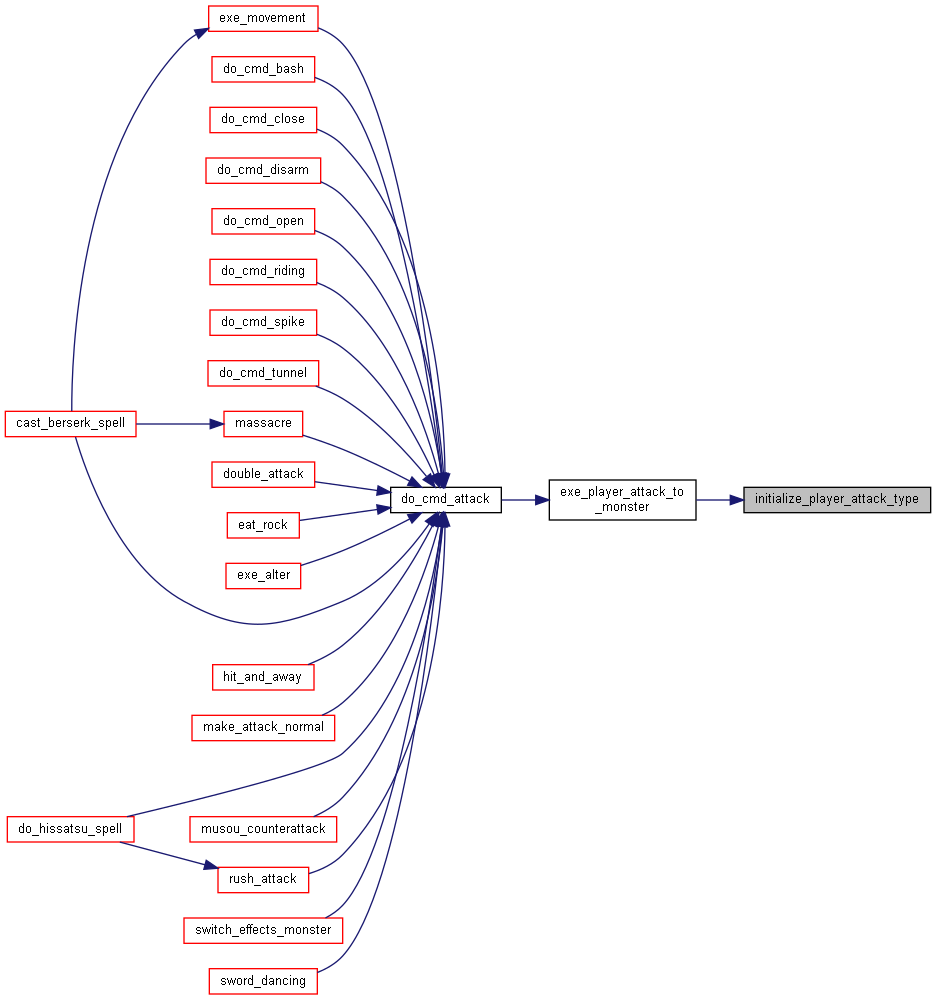 exe_movement
do_cmd_bash
do_cmd_close
do_cmd_disarm
do_cmd_open
do_cmd_riding
do_cmd_spike
do_cmd_tunnel
cast_berserk_spell
massacre
double_attack
do_cmd_attack
exe_player_attack_to
_monster
initialize_player_attack_type
eat_rock
exe_alter
hit_and_away
make_attack_normal
do_hissatsu_spell
musou_counterattack
rush_attack
switch_effects_monster
sword_dancing